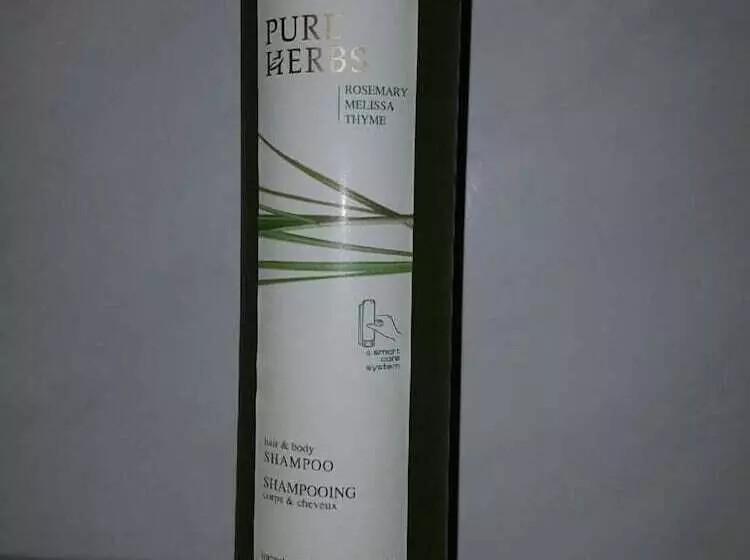 PURE
HERBS
ROSEMARY
MELISSA
THYME
a smart
care
system
hair & body
SHAMPOO
SHAMPOOING
corps & cheveux